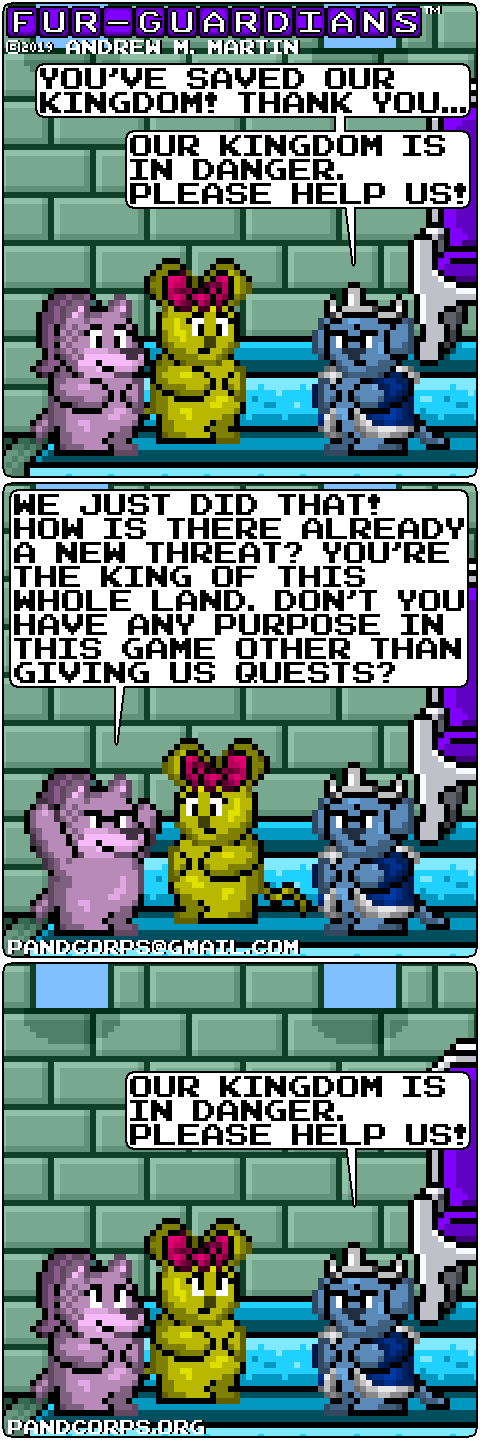 FUR-GUARDIANS™
©2019 ANDREW M. MARTIN
YOU'VE SAVED OUR
KINGDOM! THANK YOU...
OUR KINGDOM IS
IN DANGER.
PLEASE HELP US!
WE JUST DID THAT!
HOW IS THERE ALREADY
A NEW THREAT? YOU'RE
THE KING OF THIS
WHOLE LAND. DON'T YOU
HAVE ANY PURPOSE IN
THIS GAME OTHER THAN
GIVING US QUESTS?
PANDCORPS@GMAIL.COM
OUR KINGDOM IS
IN DANGER.
PLEASE HELP US!
PANDCORPS.ORG